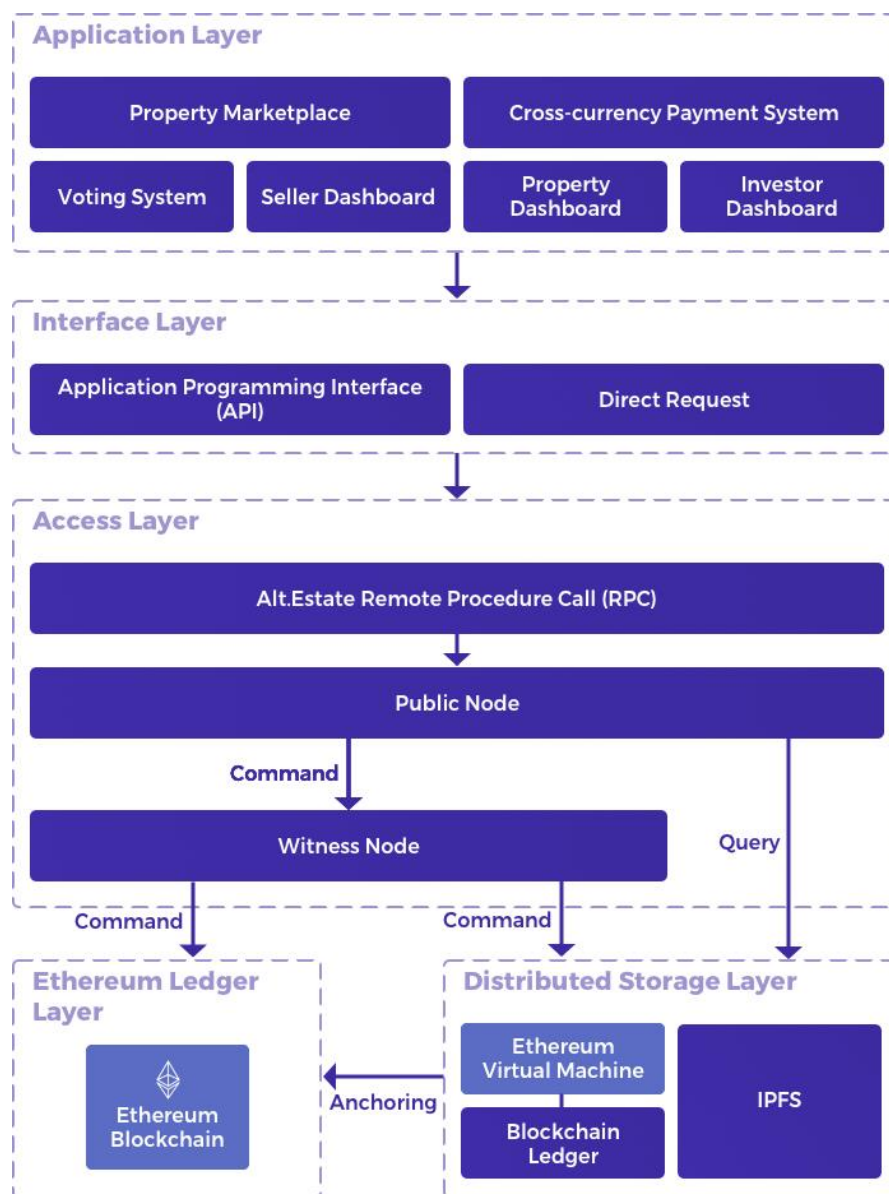 Application Layer
Property Marketplace
Cross-currency Payment System
Voting System
Seller Dashboard
Property
Dashboard
Investor
Dashboard
Interface Layer
Application Programming Interface
(API)
Direct Request
Access Layer
Alt.Estate Remote Procedure Call (RPC)
Public Node
Command
Witness Node
Query
Command
Command
Ethereum Ledger
Layer
Ethereum
Blockchain
Anchoring
Distributed Storage Layer
Ethereum
Virtual Machine
Blockchain
Ledger
IPFS